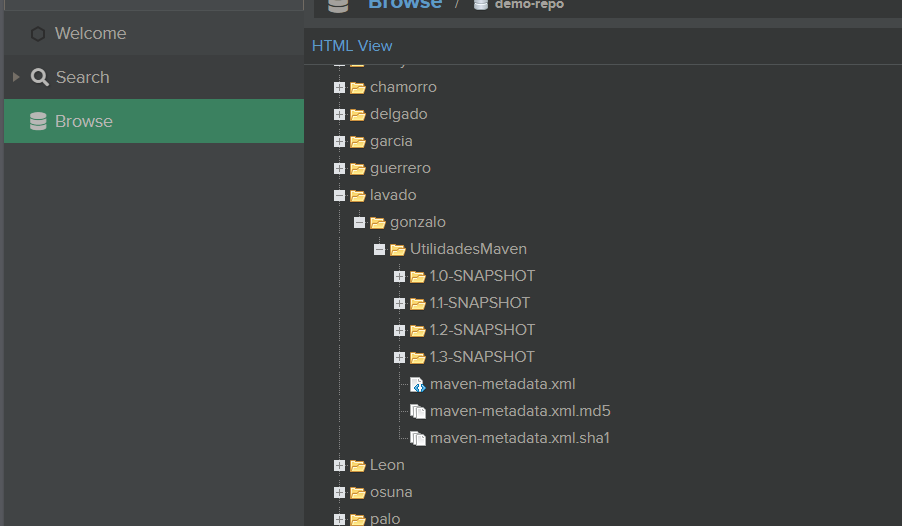 Browse / demo-repo
Welcome
Search
Browse
HTML View
chamorro
delgado
garcia
guerrero
lavado
gonzalo
UtilidadesMaven
1.0-SNAPSHOT
1.1-SNAPSHOT
1.2-SNAPSHOT
1.3-SNAPSHOT
maven-metadata.xml
maven-metadata.xml.md5
maven-metadata.xml.sha1
Leon
osuna
palo